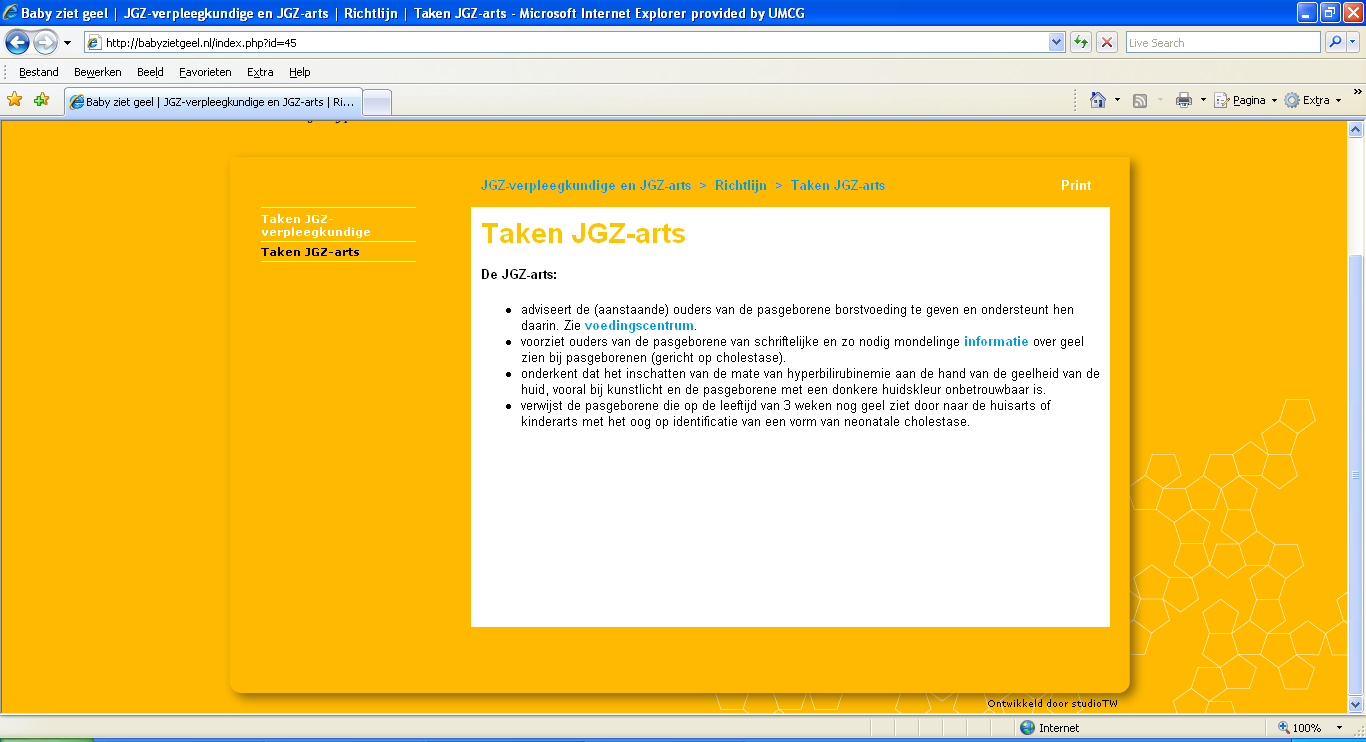 Baby ziet geel | JGZ-verpleegkundige en JGZ-arts | Richtlijn | Taken JGZ-arts - Microsoft Internet Explorer provided by UMCG
http://babyzietgeel.nl/index.php?id=45
Live Search
Bestand Bewerken Beeld Favorieten Extra Help
Baby ziet geel | JGZ-verpleegkundige en JGZ-arts | Ri...
Pagina Extra »
JGZ-verpleegkundige en JGZ-arts > Richtlijn > Taken JGZ-arts
Print
Taken JGZ-
verpleegkundige
Taken JGZ-arts
Taken JGZ-arts
De JGZ-arts:
• adviseert de (aanstaande) ouders van de pasgeborene borstvoeding te geven en ondersteunt hen
daarin. Zie voedingscentrum.
• voorziet ouders van de pasgeborene van schriftelijke en zo nodig mondelinge informatie over geel
zien bij pasgeborenen (gericht op cholestase).
• onderkent dat het inschatten van de mate van hyperbilirubinemie aan de hand van de geelheid van de
huid, vooral bij kunstlicht en de pasgeborene met een donkere huidskleur onbetrouwbaar is.
• verwijst de pasgeborene die op de leeftijd van 3 weken nog geel ziet door naar de huisarts of
kinderarts met het oog op identificatie van een vorm van neonatale cholestase.
Ontwikkeld door studioTW
Internet
100%